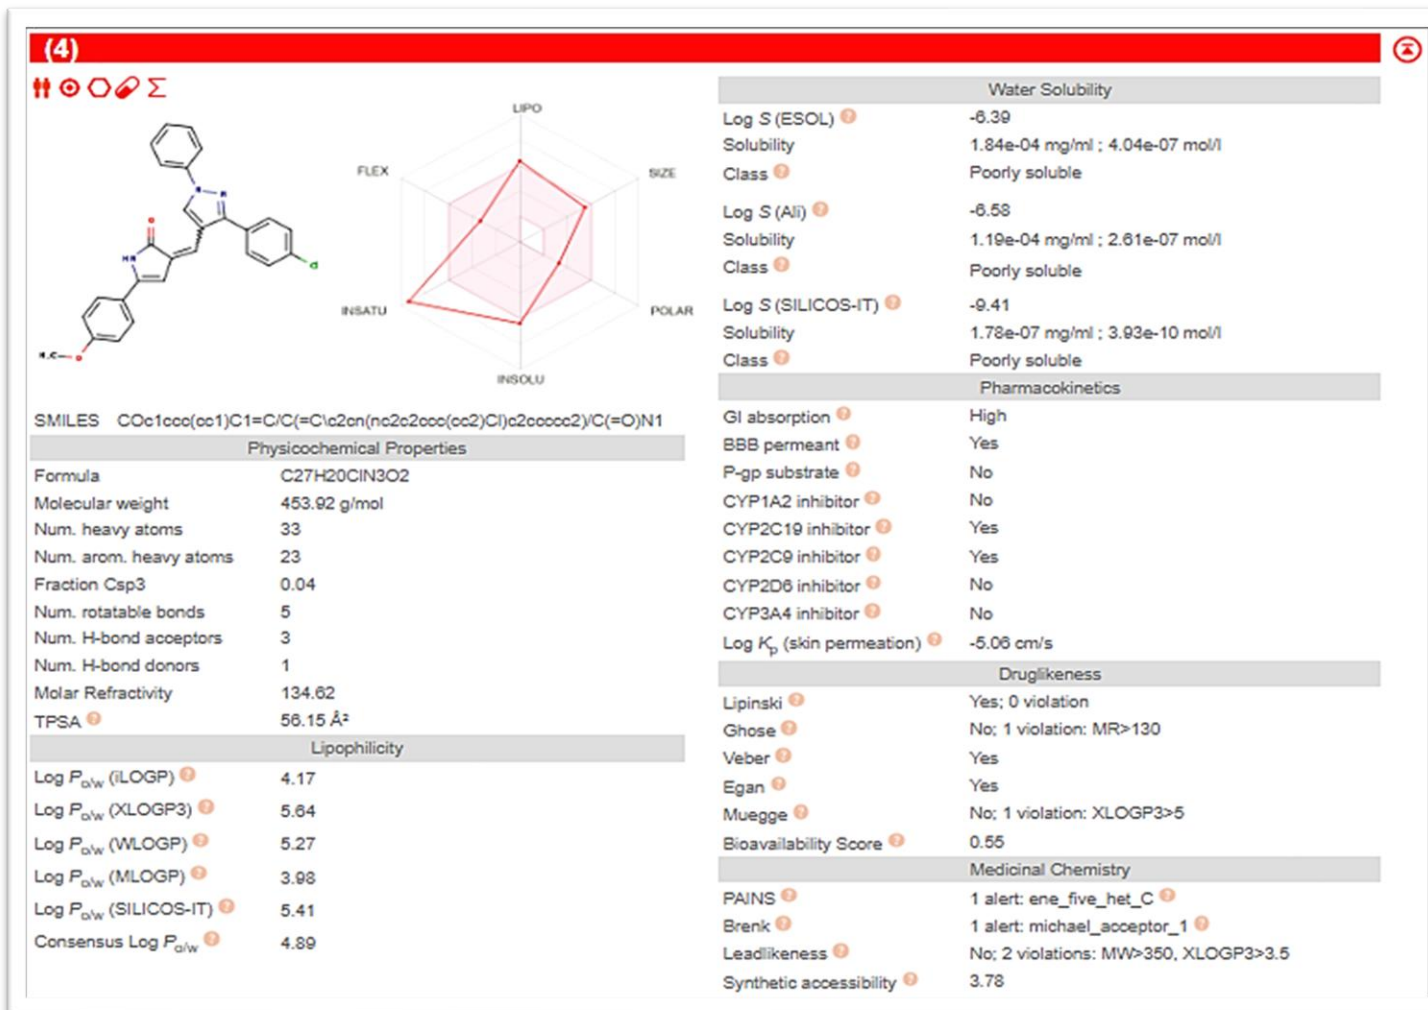 (4)
LIPO
FLEX
SIZE
INSATU
POLAR
INSOLU
O
N
N
HN
Cl
H3C
O
SMILES COc1ccc(cc1)C1=C/C(=C\c2cn(nc2c2ccc(cc2)Cl)c2ccccc2)/C(=O)N1
Physicochemical Properties
Formula C27H20ClN3O2
Molecular weight 453.92 g/mol
Num. heavy atoms 33
Num. arom. heavy atoms 23
Fraction Csp3 0.04
Num. rotatable bonds 5
Num. H-bond acceptors 3
Num. H-bond donors 1
Molar Refractivity 134.62
TPSA ? 56.15 Å²
Lipophilicity
Log Po/w (iLOGP) ? 4.17
Log Po/w (XLOGP3) ? 5.64
Log Po/w (WLOGP) ? 5.27
Log Po/w (MLOGP) ? 3.98
Log Po/w (SILICOS-IT) ? 5.41
Consensus Log Po/w ? 4.89
Water Solubility
Log S (ESOL) ? -6.39
Solubility 1.84e-04 mg/ml ; 4.04e-07 mol/l
Class ? Poorly soluble
Log S (Ali) ? -6.58
Solubility 1.19e-04 mg/ml ; 2.61e-07 mol/l
Class ? Poorly soluble
Log S (SILICOS-IT) ? -9.41
Solubility 1.78e-07 mg/ml ; 3.93e-10 mol/l
Class ? Poorly soluble
Pharmacokinetics
GI absorption ? High
BBB permeant ? Yes
P-gp substrate ? No
CYP1A2 inhibitor ? No
CYP2C19 inhibitor ? Yes
CYP2C9 inhibitor ? Yes
CYP2D6 inhibitor ? No
CYP3A4 inhibitor ? No
Log Kp (skin permeation) ? -5.06 cm/s
Druglikeness
Lipinski ? Yes; 0 violation
Ghose ? No; 1 violation: MR>130
Veber ? Yes
Egan ? Yes
Muegge ? No; 1 violation: XLOGP3>5
Bioavailability Score ? 0.55
Medicinal Chemistry
PAINS ? 1 alert: ene_five_het_C ?
Brenk ? 1 alert: michael_acceptor_1 ?
Leadlikeness ? No; 2 violations: MW>350, XLOGP3>3.5
Synthetic accessibility ? 3.78